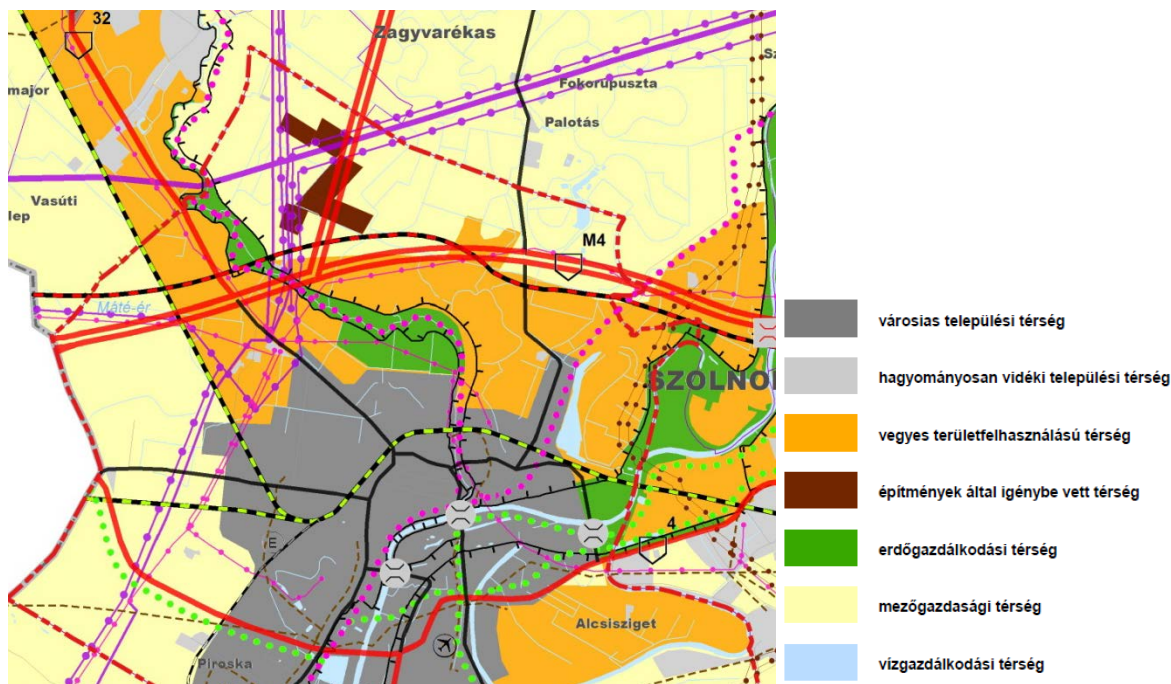 32
Zagyvarékas
major
Fokorúpuszta
Palotás
Vasúti
lep
M4
Máté-ér
SZOLNO
4
E
Alcsisziget
Piroska
városias települési térség
hagyományosan vidéki települési térség
vegyes területfelhasználású térség
építmények által igénybe vett térség
erdőgazdálkodási térség
mezőgazdasági térség
vízgazdálkodási térség